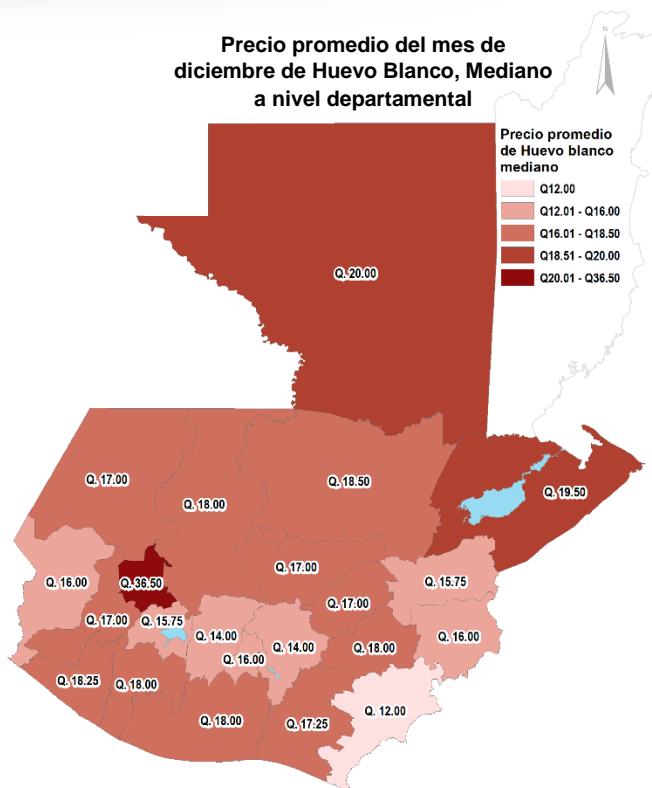 Precio promedio del mes de
diciembre de Huevo Blanco, Mediano
a nivel departamental
Precio promedio
de Huevo blanco
mediano
Q12.00
Q12.01 - Q16.00
Q16.01 - Q18.50
Q18.51 - Q20.00
Q20.01 - Q36.50
Q. 20.00
Q. 17.00
Q. 18.00
Q. 18.50
Q. 19.50
Q. 16.00
Q. 36.50
Q. 17.00
Q. 15.75
Q. 17.00
Q. 17.00
Q. 15.75
Q. 14.00
Q. 16.00
Q. 14.00
Q. 18.00
Q. 16.00
Q. 18.25
Q. 18.00
Q. 18.00
Q. 17.25
Q. 12.00